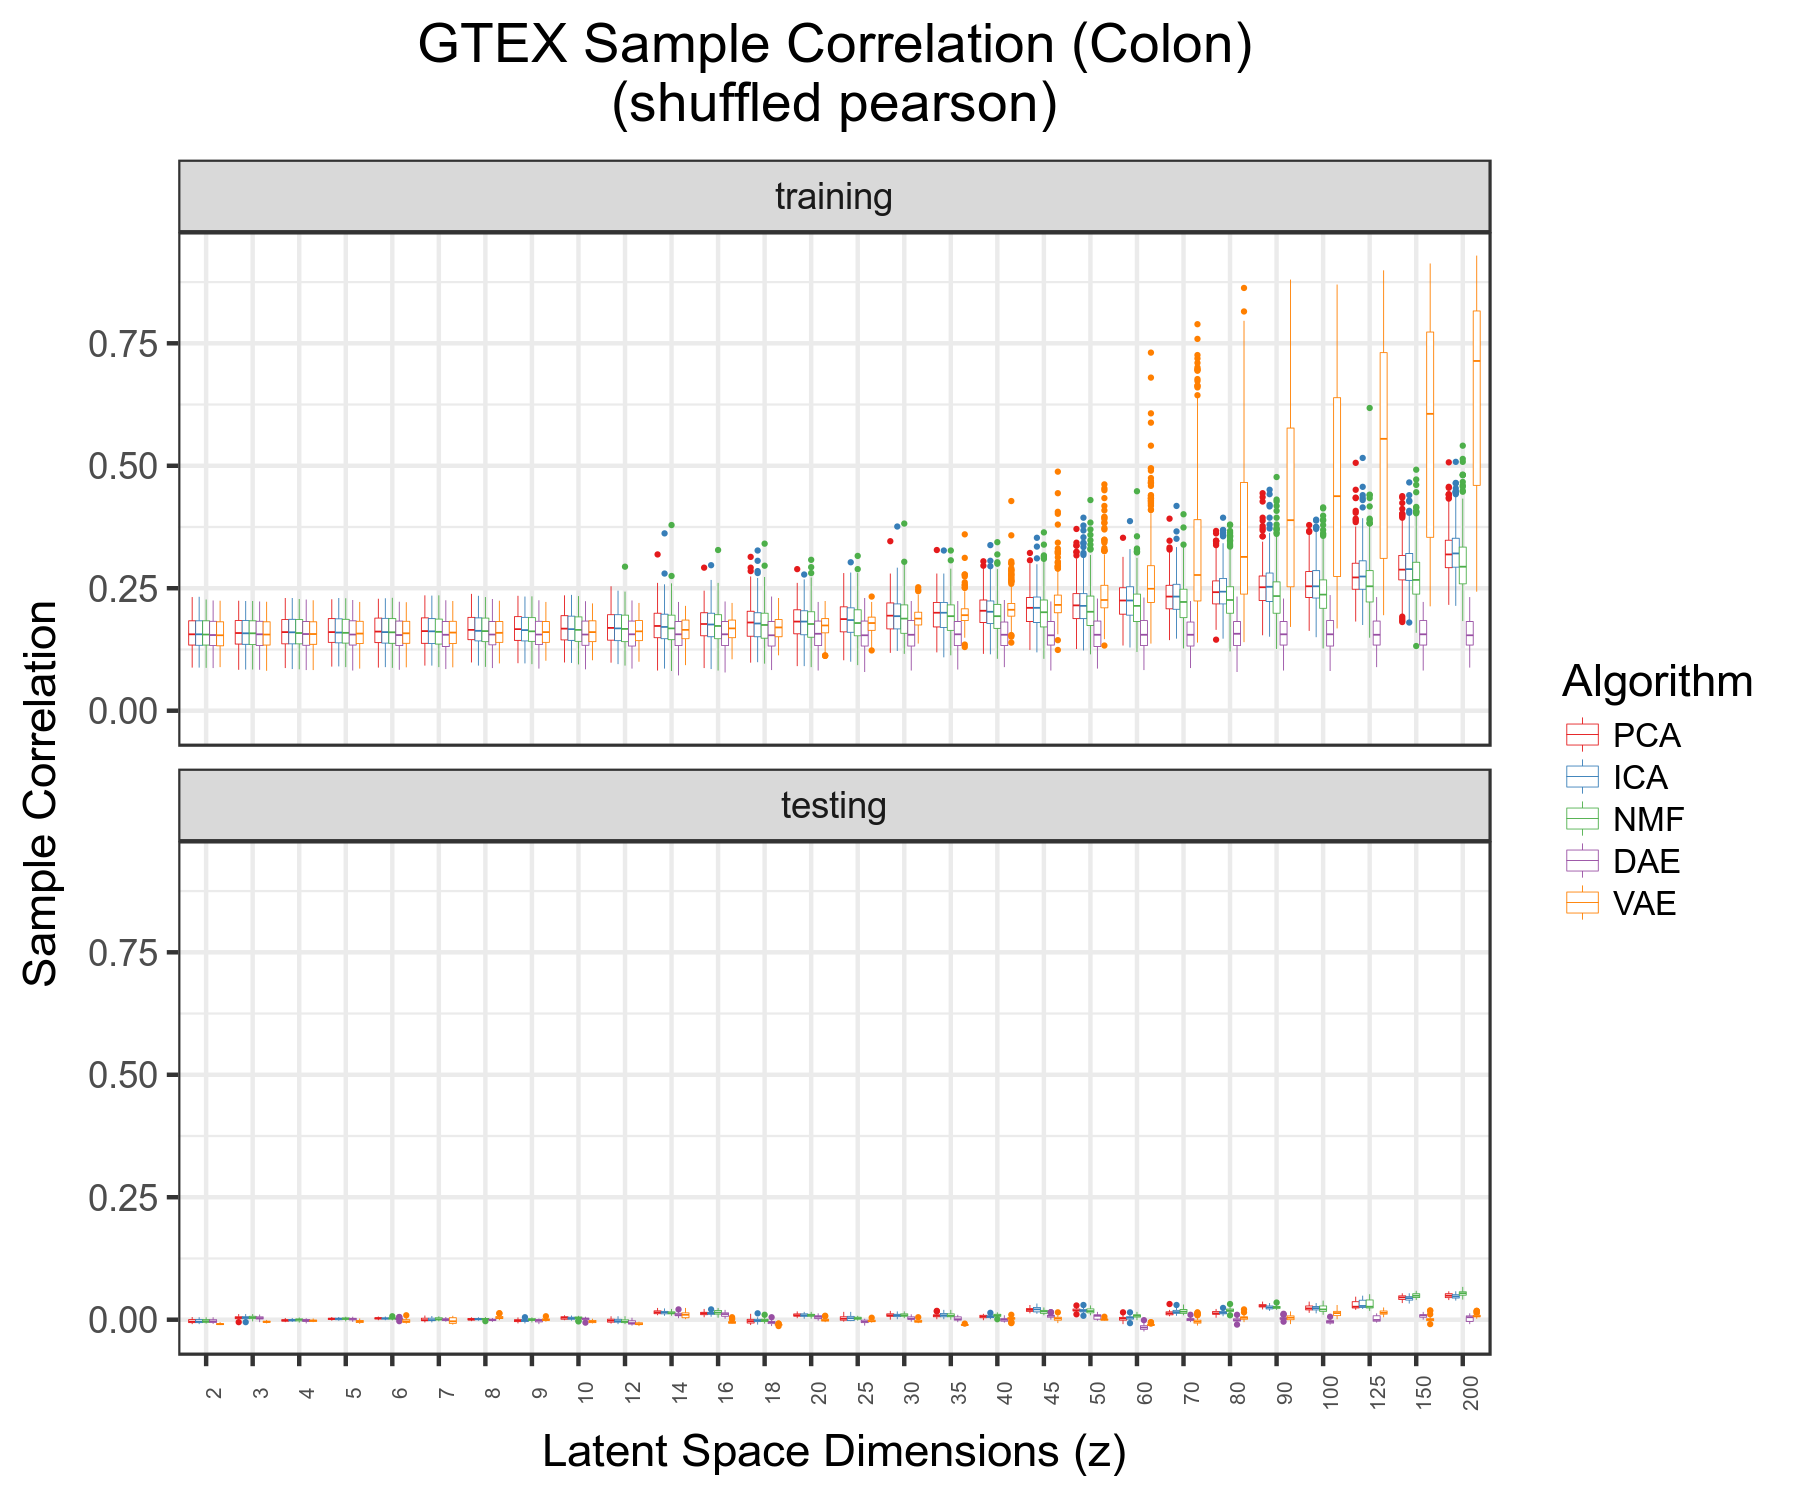 GTEX Sample Correlation (Colon)
(shuffled pearson)
training
0.75
0.50
0.25
0.00
testing
0.75
0.50
0.25
0.00
Sample Correlation
2 3 4 5 6 7 8 9 10 12 14 16 18 20 25 30 35 40 45 50 60 70 80 90 100 125 150 200
Latent Space Dimensions (z)
Algorithm
PCA
ICA
NMF
DAE
VAE